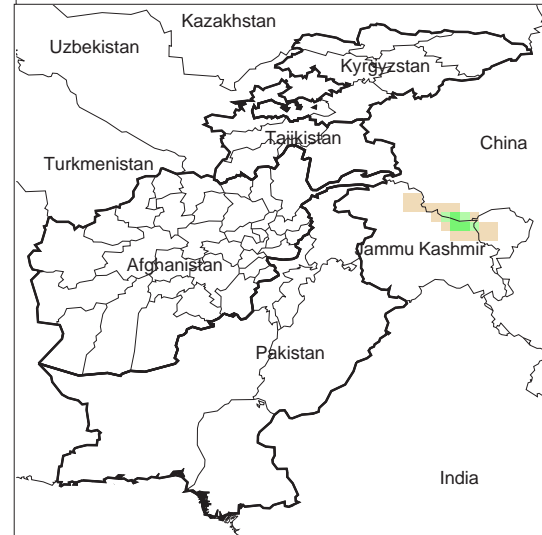 Kazakhstan
Uzbekistan
Kyrgyzstan
Tajikistan
China
Turkmenistan
Jammu Kashmir
Afghanistan
Pakistan
India